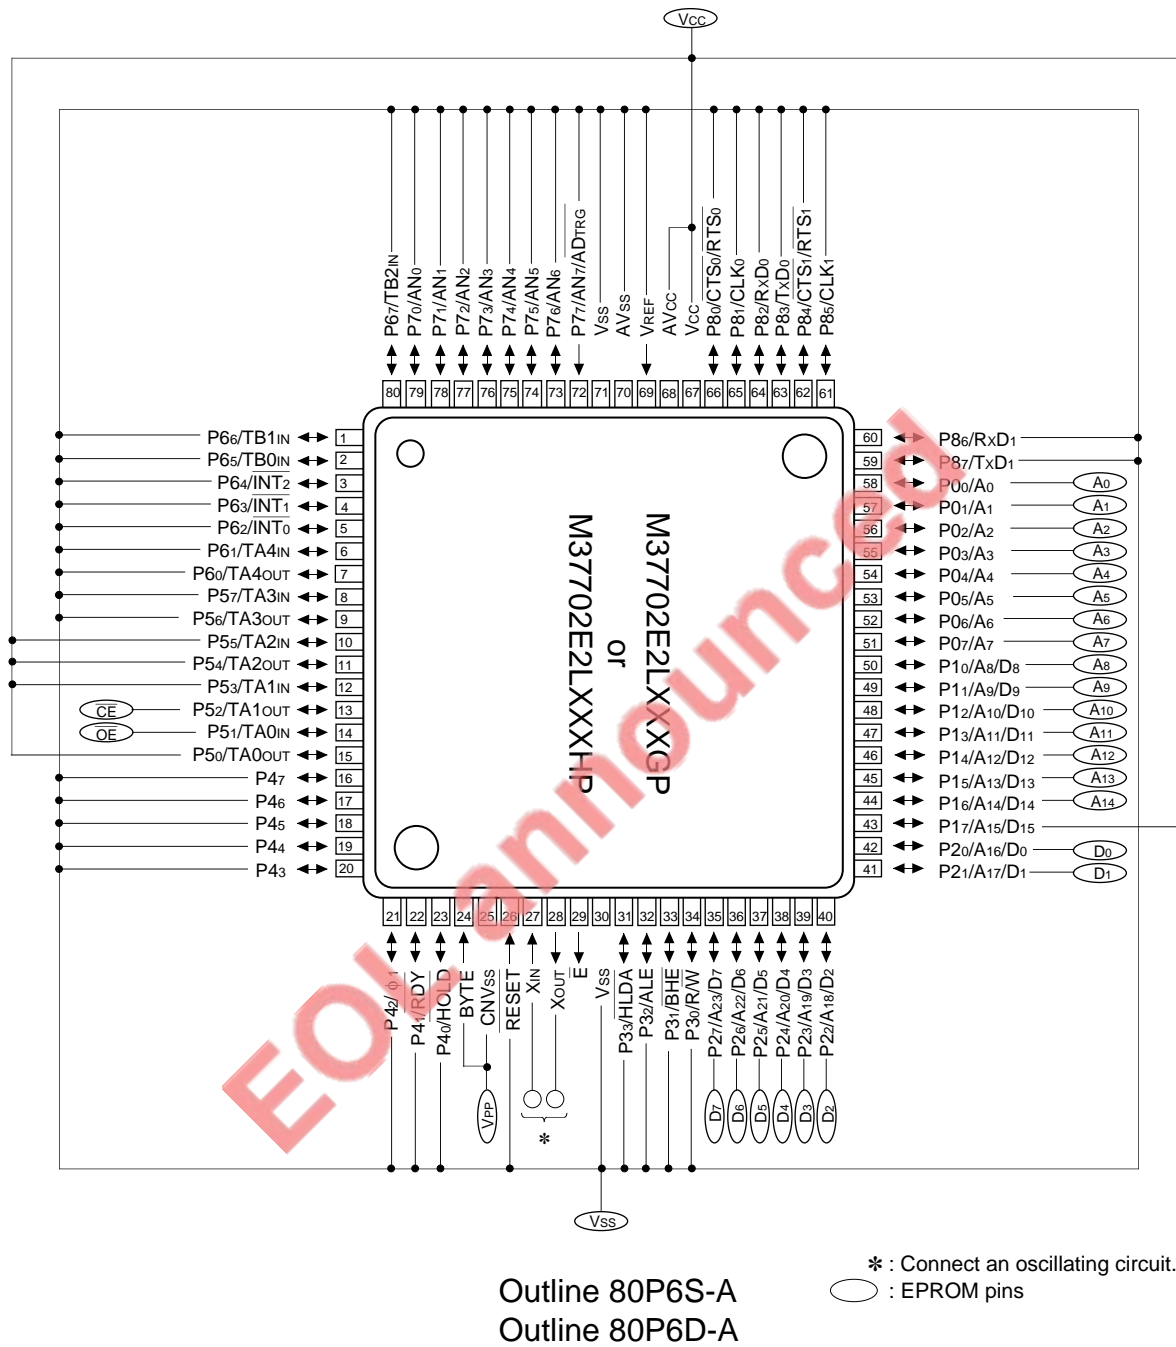 Vcc
P67/TB2IN
P70/AN0
P71/AN1
P72/AN2
P73/AN3
P74/AN4
P75/AN5
P76/AN6
P77/AN7/ADTRG
Vss
AVss
VREF
AVcc
Vcc
P80/CTS0/RTS0
P81/CLK0
P82/RxD0
P83/TxD0
P84/CTS1/RTS1
P85/CLK1
80 79 78 77 76 75 74 73 72 71 70 69 68 67 66 65 64 63 62 61
P66/TB1IN 1
P65/TB0IN 2
P64/INT2 3
P63/INT1 4
P62/INT0 5
P61/TA4IN 6
P60/TA4OUT 7
P57/TA3IN 8
P56/TA3OUT 9
P55/TA2IN 10
P54/TA2OUT 11
P53/TA1IN 12
CE P52/TA1OUT 13
OE P51/TA0IN 14
P50/TA0OUT 15
P47 16
P46 17
P45 18
P44 19
P43 20
M37702E2LXXXGP
or
M37702E2LXXXHP
60 P86/RxD1
59 P87/TxD1
58 P00/A0 A0
57 P01/A1 A1
56 P02/A2 A2
55 P03/A3 A3
54 P04/A4 A4
53 P05/A5 A5
52 P06/A6 A6
51 P07/A7 A7
50 P10/A8/D8 A8
49 P11/A9/D9 A9
48 P12/A10/D10 A10
47 P13/A11/D11 A11
46 P14/A12/D12 A12
45 P15/A13/D13 A13
44 P16/A14/D14 A14
43 P17/A15/D15
42 P20/A16/D0 D0
41 P21/A17/D1 D1
21 22 23 24 25 26 27 28 29 30 31 32 33 34 35 36 37 38 39 40
P42/ϕ1
P41/RDY
P40/HOLD
BYTE
CNVss
RESET
XIN
XOUT
E
Vss
P33/HLDA
P32/ALE
P31/BHE
P30/R/W
P27/A23/D7
P26/A22/D6
P25/A21/D5
P24/A20/D4
P23/A19/D3
P22/A18/D2
VPP
*
D7
D6
D5
D4
D3
D2
Vss
EOL announced
* : Connect an oscillating circuit.
: EPROM pins
Outline 80P6S-A
Outline 80P6D-A